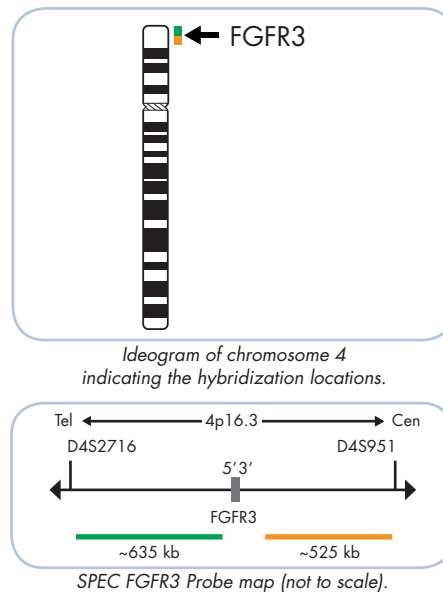 FGFR3
Ideogram of chromosome 4
indicating the hybridization locations.
Tel 4p16.3 Cen
D4S2716 D4S951
5’3’
FGFR3
~635 kb ~525 kb
SPEC FGFR3 Probe map (not to scale).